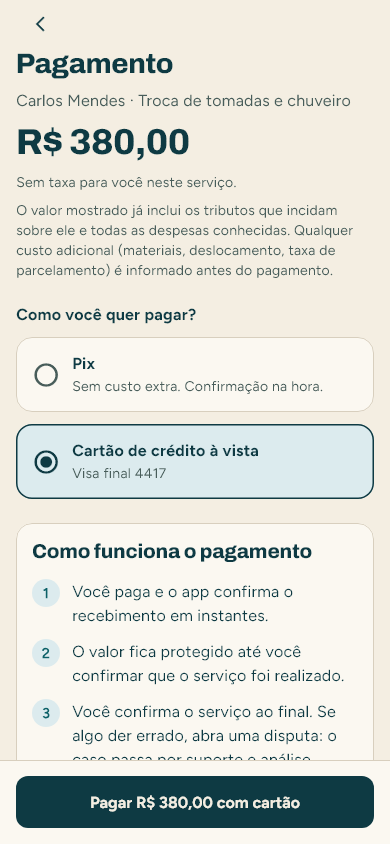 Pagamento
Carlos Mendes · Troca de tomadas e chuveiro
R$ 380,00
Sem taxa para você neste serviço.
O valor mostrado já inclui os tributos que incidam
sobre ele e todas as despesas conhecidas. Qualquer
custo adicional (materiais, deslocamento, taxa de
parcelamento) é informado antes do pagamento.
Como você quer pagar?
Pix
Sem custo extra. Confirmação na hora.
Cartão de crédito à vista
Visa final 4417
Como funciona o pagamento
1 Você paga e o app confirma o
recebimento em instantes.
2 O valor fica protegido até você
confirmar que o serviço foi realizado.
3 Você confirma o serviço ao final. Se
algo der errado, abra uma disputa: o
caso passa por suporte e análise
Pagar R$ 380,00 com cartão